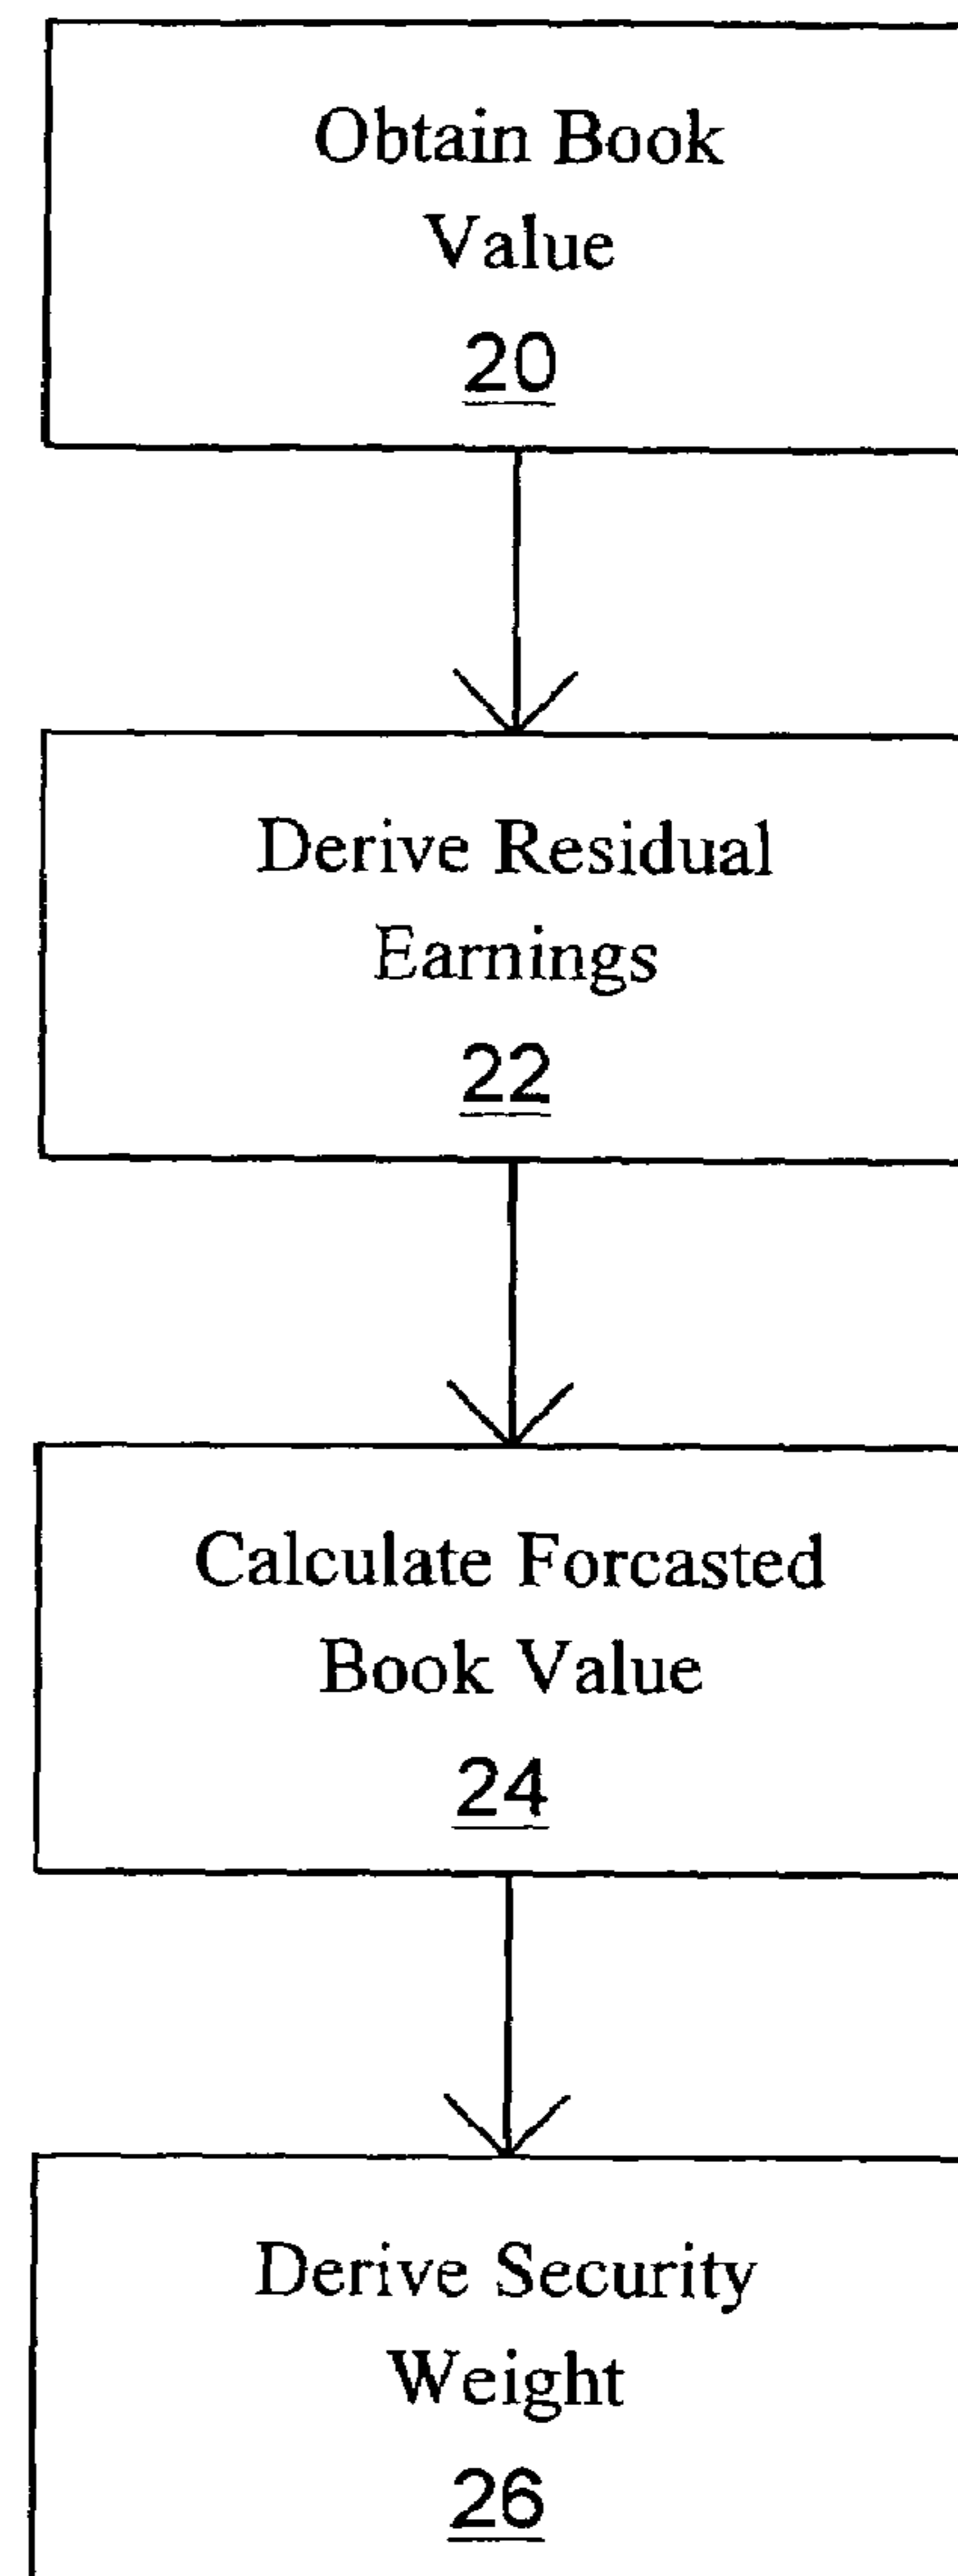 Obtain Book
Value
20
Derive Residual
Earnings
22
Calculate Forcasted
Book Value
24
Derive Security
Weight
26